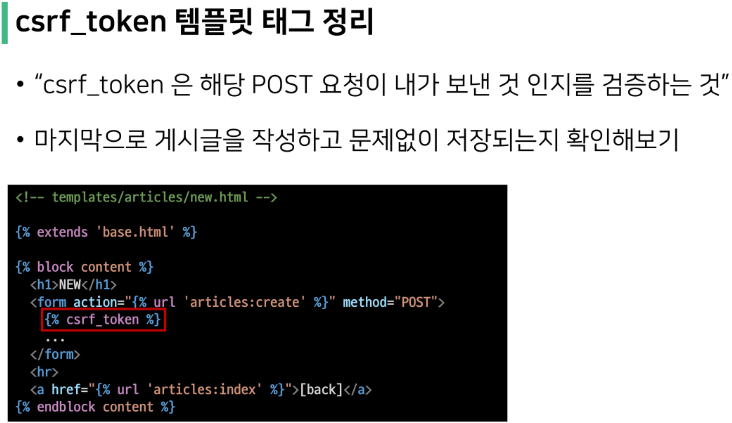 csrf_token 템플릿 태그 정리
• “csrf_token 은 해당 POST 요청이 내가 보낸 것 인지를 검증하는 것”
• 마지막으로 게시글을 작성하고 문제없이 저장되는지 확인해보기
<!-- templates/articles/new.html -->
{% extends 'base.html' %}
{% block content %}
<h1>NEW</h1>
<form action="{% url 'articles:create' %}" method="POST">
{% csrf_token %}
...
</form>
<hr>
<a href="{% url 'articles:index' %}">[back]</a>
{% endblock content %}